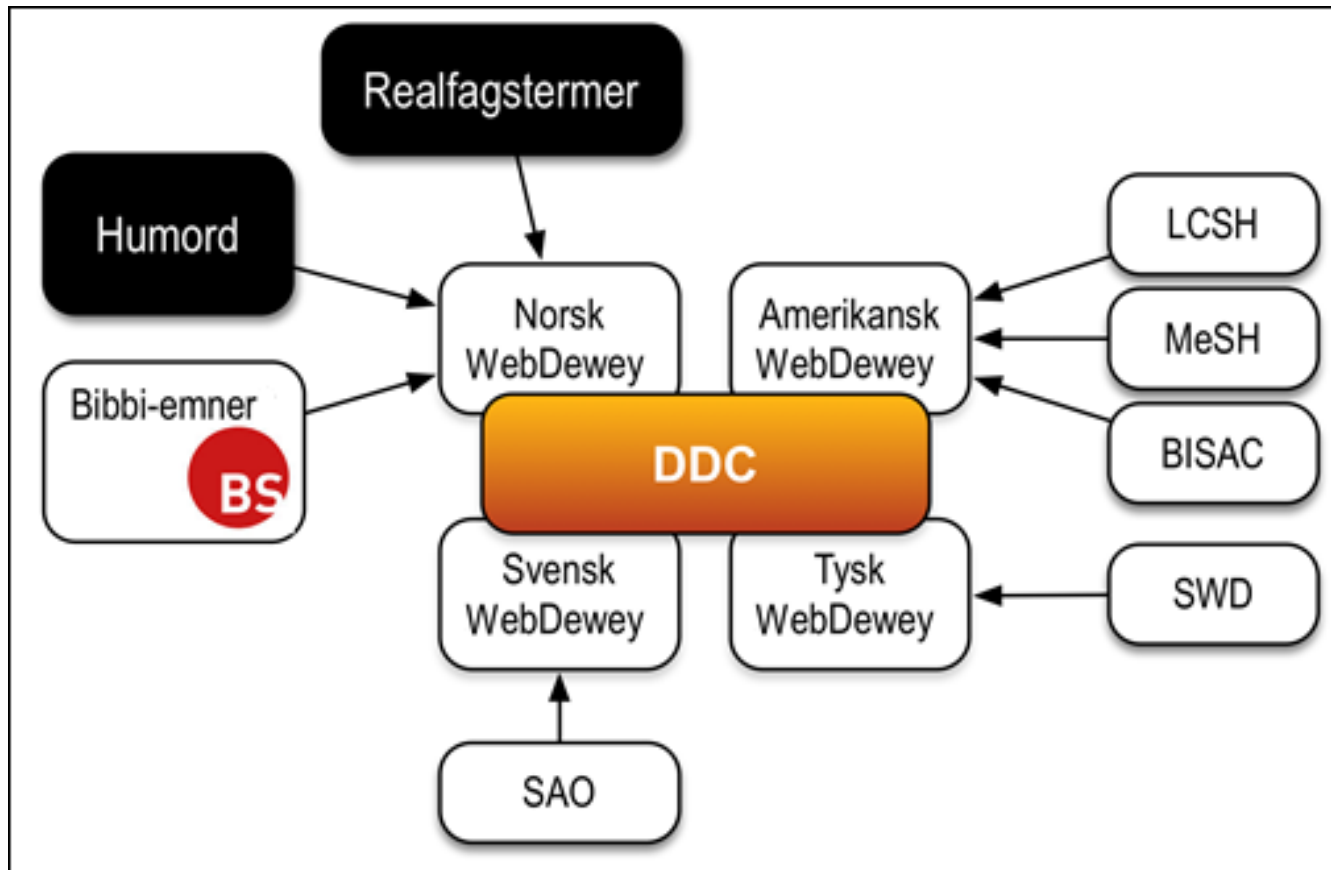 Realfagstermer
Humord
LCSH
Norsk
WebDewey
Amerikansk
WebDewey
MeSH
Bibbi-emner
BS
BISAC
DDC
Svensk
WebDewey
Tysk
WebDewey
SWD
SAO